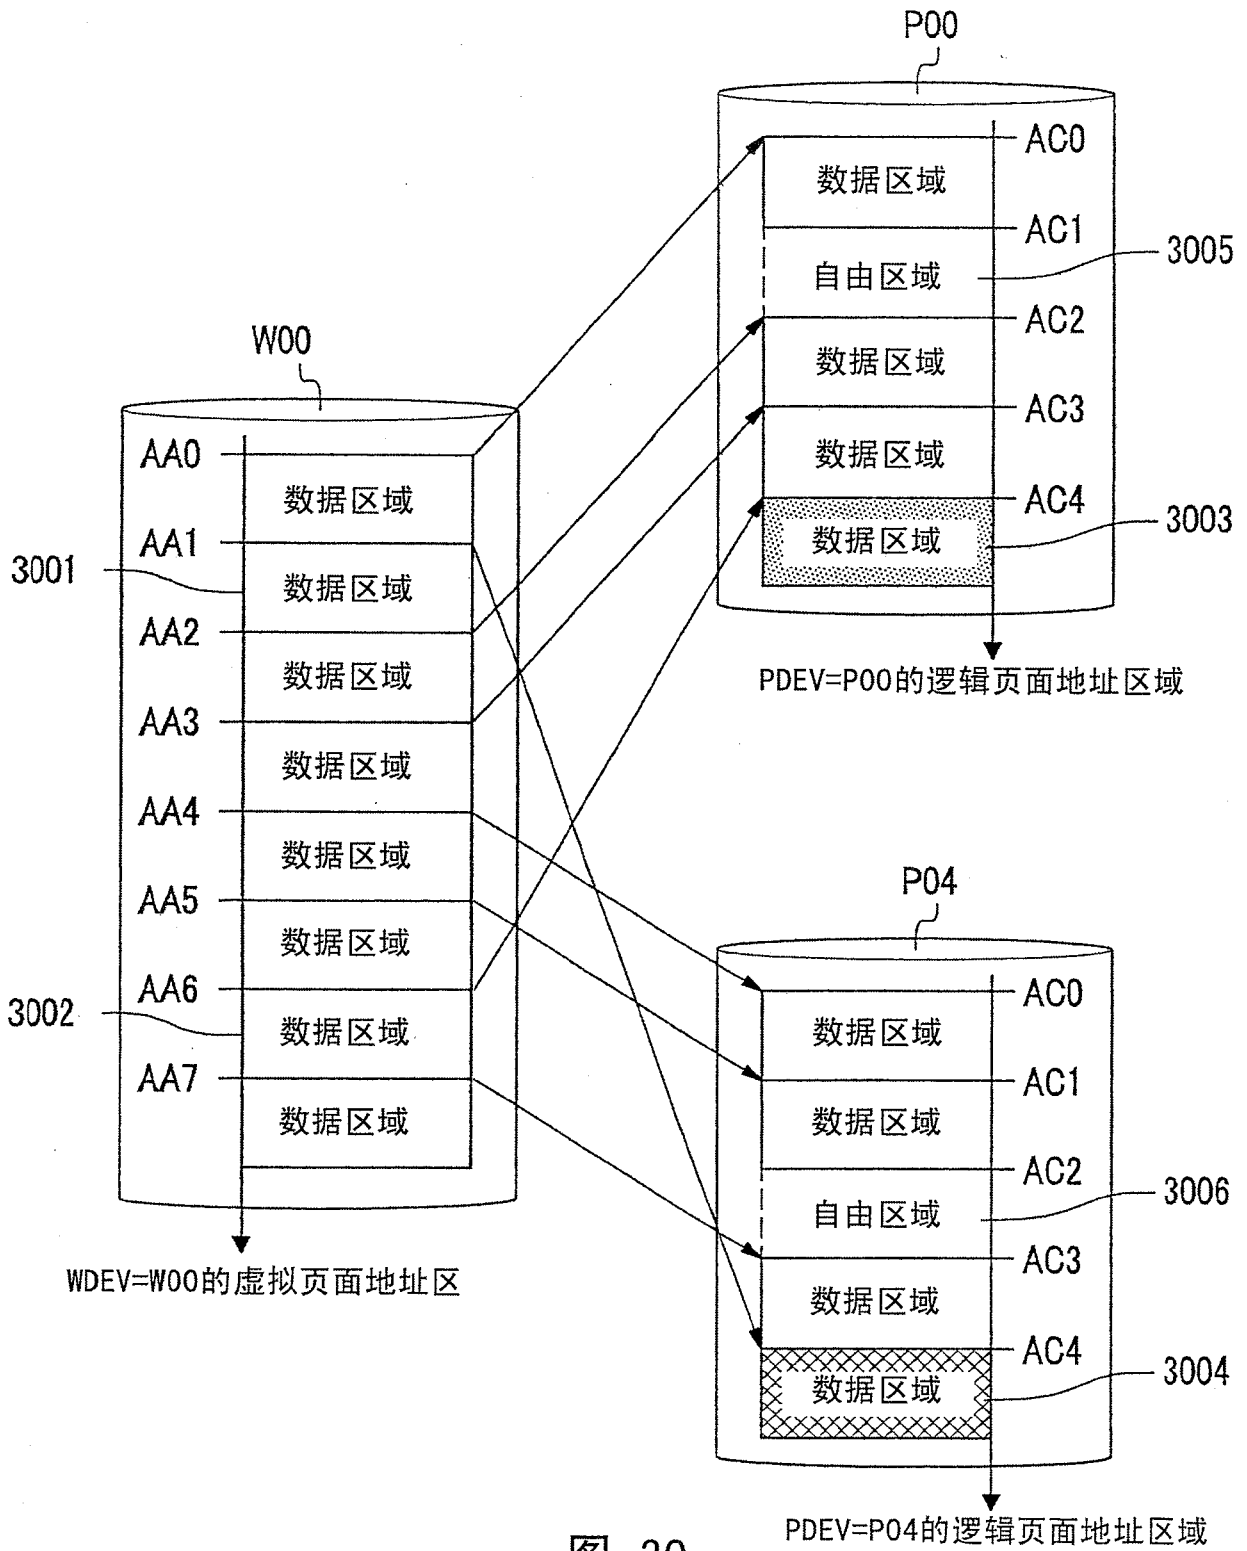 P00
AC0
数据区域
AC1
自由区域
3005
AC2
数据区域
AC3
数据区域
AC4
数据区域
3003
PDEV=P00的逻辑页面地址区域
W00
AA0
数据区域
AA1
3001
数据区域
AA2
数据区域
AA3
数据区域
AA4
数据区域
AA5
数据区域
AA6
3002
数据区域
AA7
数据区域
WDEV=W00的虚拟页面地址区
P04
AC0
数据区域
AC1
数据区域
AC2
自由区域
3006
AC3
数据区域
AC4
数据区域
3004
PDEV=P04的逻辑页面地址区域